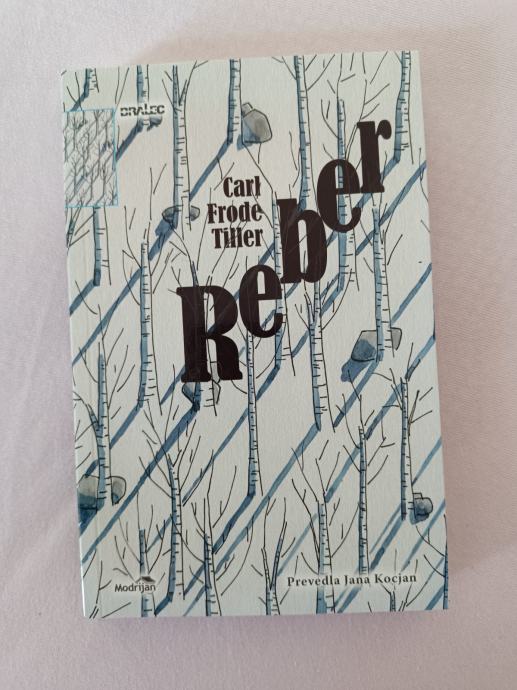 BRALEC
Carl
Frode
Tiller
Reber
Modrijan
Prevedla Jana Kocjan